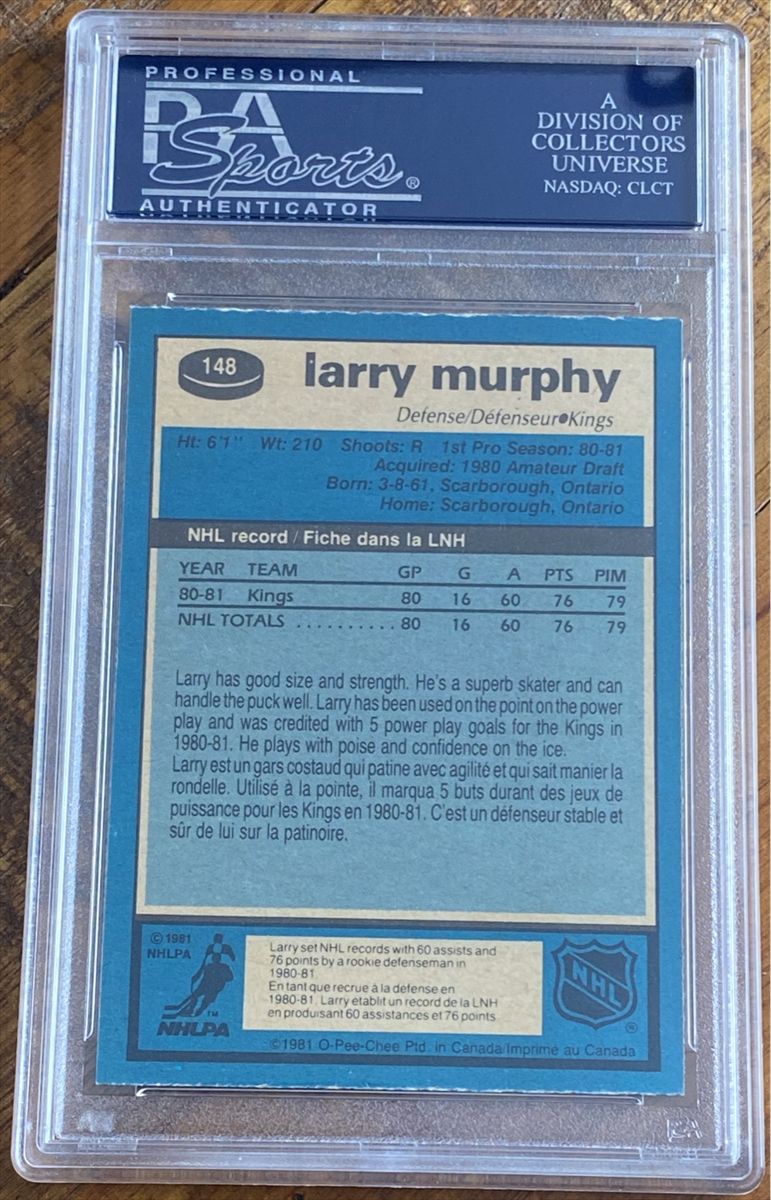 PROFESSIONAL
PSA
Sports®
AUTHENTICATOR
A
DIVISION OF
COLLECTORS
UNIVERSE
NASDAQ: CLCT
148
larry murphy
Defense/Défenseur●Kings
Ht: 6'1" Wt: 210 Shoots: R 1st Pro Season: 80-81
Acquired: 1980 Amateur Draft
Born: 3-8-61, Scarborough, Ontario
Home: Scarborough, Ontario
NHL record / Fiche dans la LNH
YEAR TEAM GP G A PTS PIM
80-81 Kings 80 16 60 76 79
NHL TOTALS .......... 80 16 60 76 79
Larry has good size and strength. He's a superb skater and can
handle the puck well. Larry has been used on the point on the power
play and was credited with 5 power play goals for the Kings in
1980-81. He plays with poise and confidence on the ice.
Larry est un gars costaud qui patine avec agilité et qui sait manier la
rondelle. Utilisé à la pointe, il marqua 5 buts durant des jeux de
puissance pour les Kings en 1980-81. C'est un défenseur stable et
sûr de lui sur la patinoire.
© 1981
NHLPA
TM
NHLPA
Larry set NHL records with 60 assists and
76 points by a rookie defenseman in
1980-81.
En tant que recrue à la defense en
1980-81. Larry etablit un record de la LNH
en produisant 60 assistances et 76 points
NHL
®
©1981 O-Pee-Chee Ptd. in Canada/Imprimé au Canada
PSA